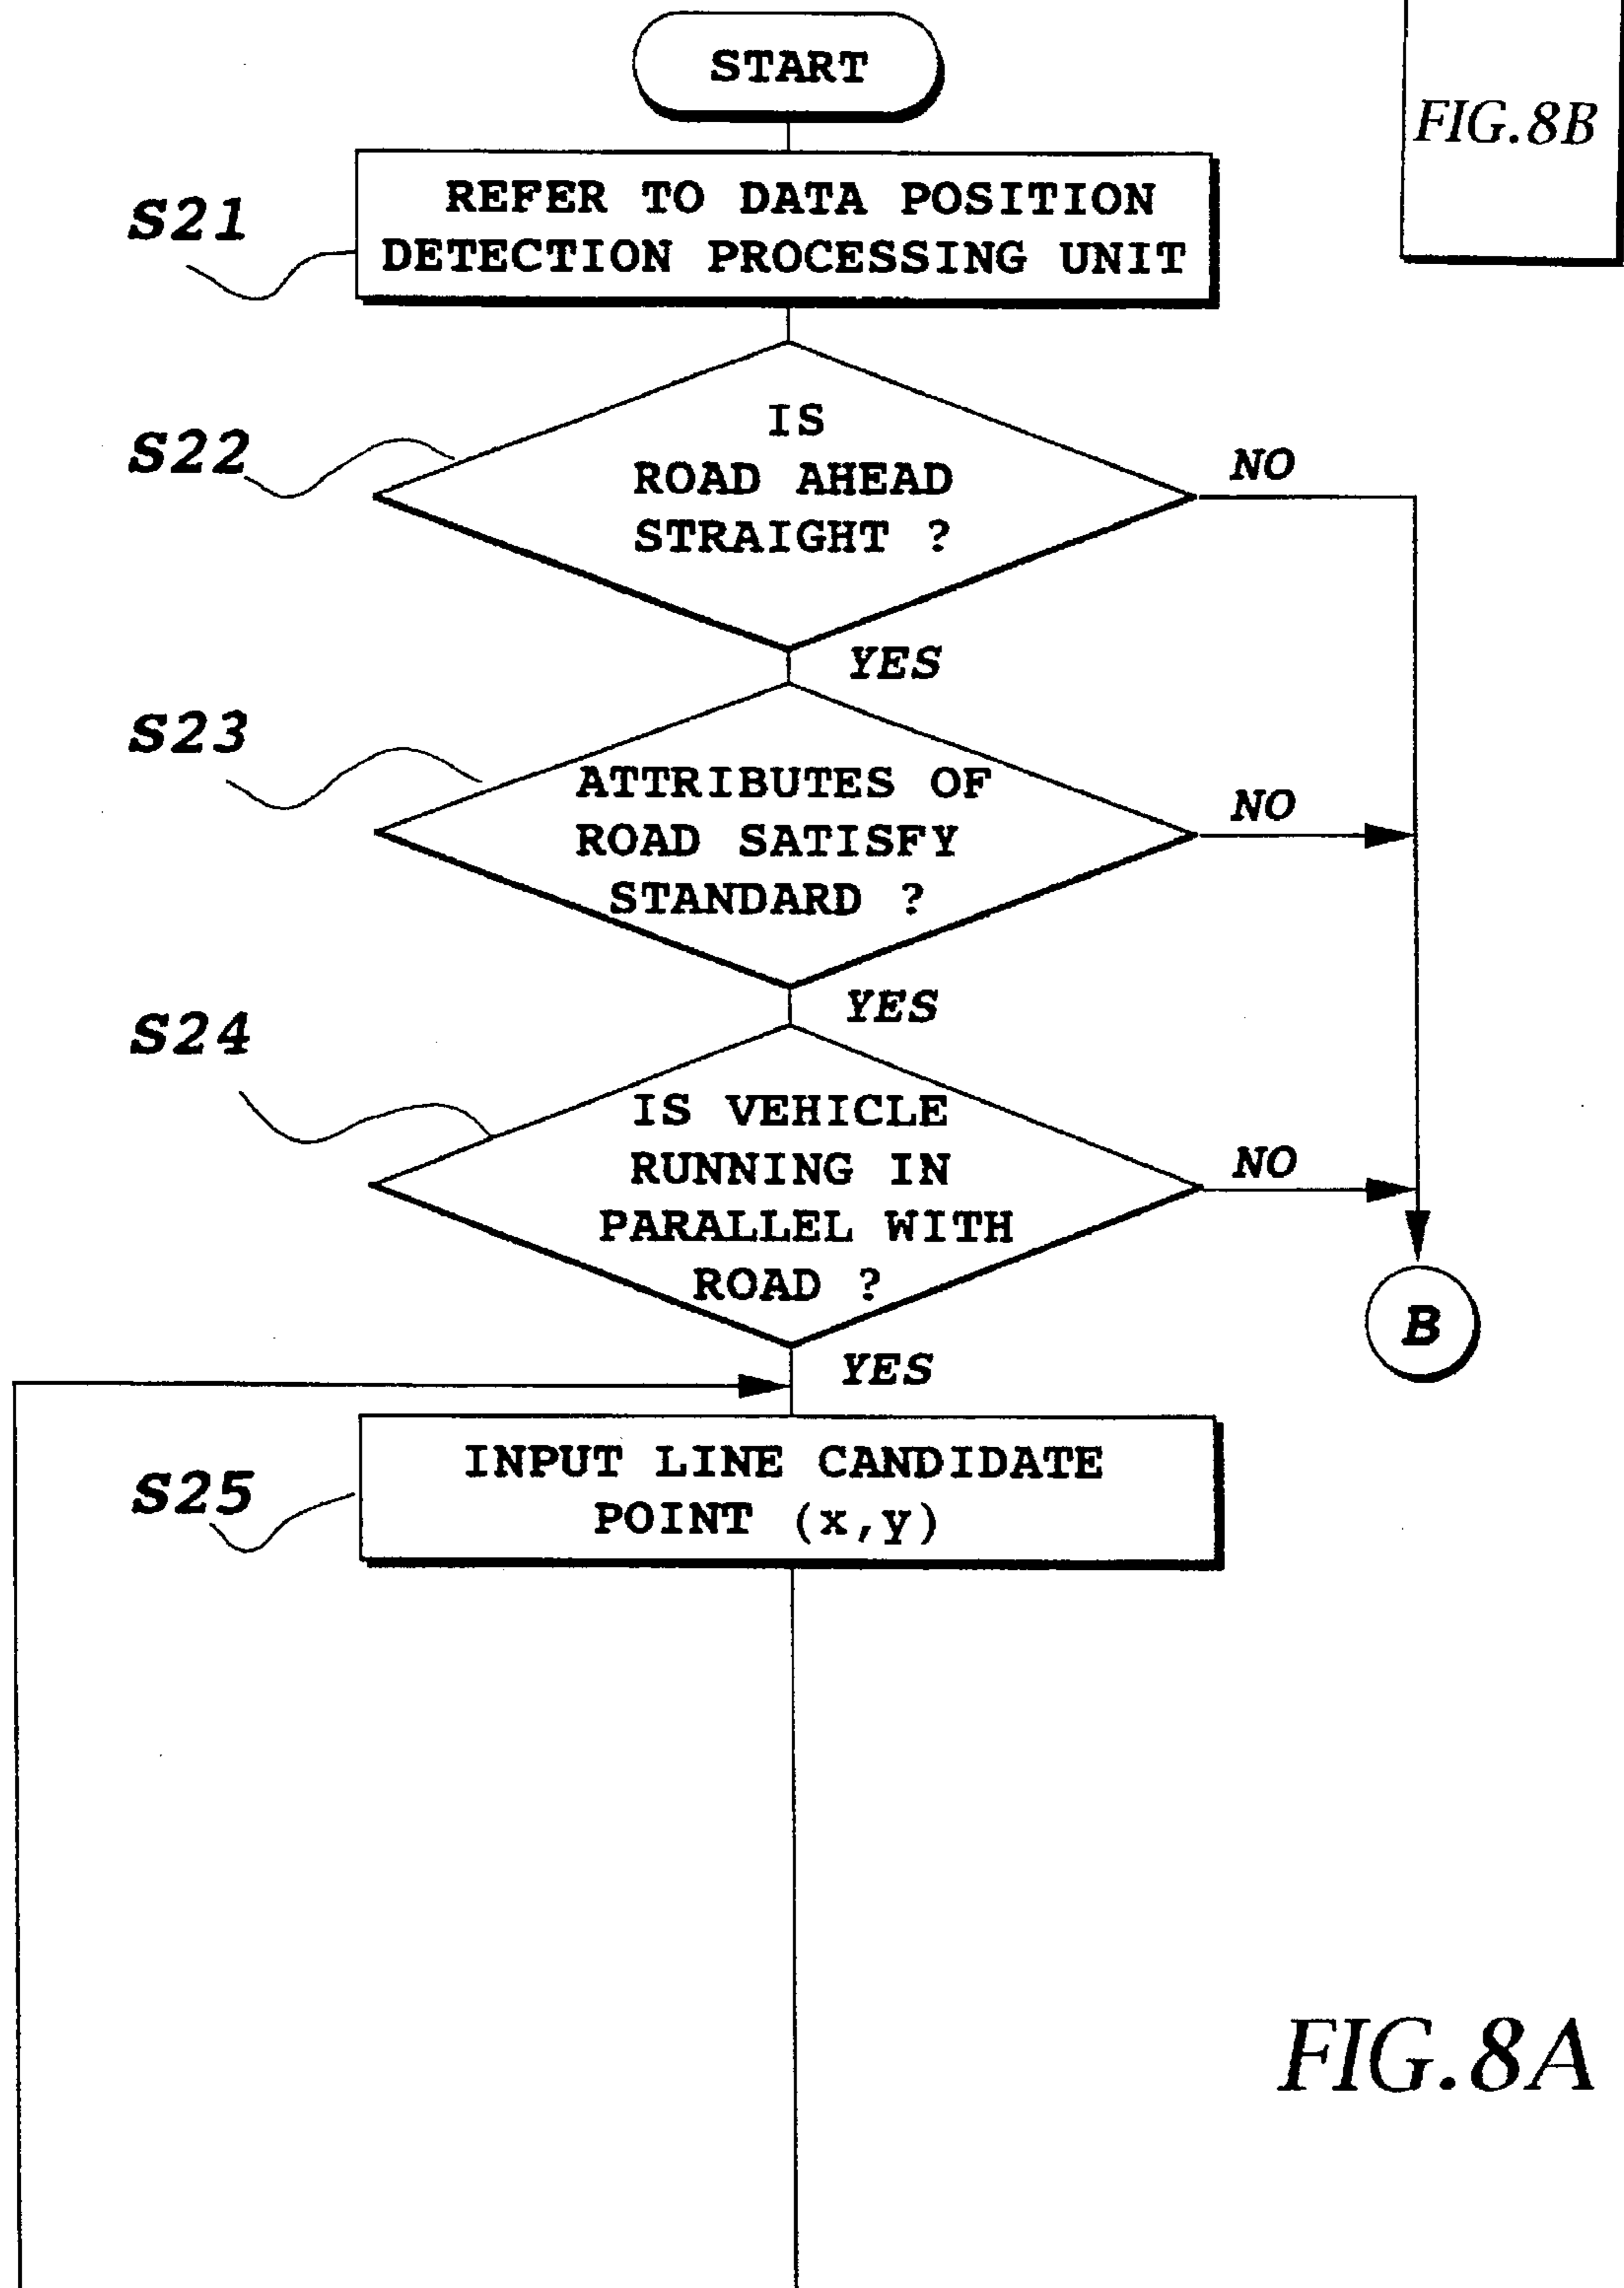 START
FIG.8B
S21
REFER TO DATA POSITION
DETECTION PROCESSING UNIT
S22
IS
ROAD AHEAD
STRAIGHT ?
NO
YES
S23
ATTRIBUTES OF
ROAD SATISFY
STANDARD ?
NO
YES
S24
IS VEHICLE
RUNNING IN
PARALLEL WITH
ROAD ?
NO
B
YES
S25
INPUT LINE CANDIDATE
POINT (x,y)
FIG.8A